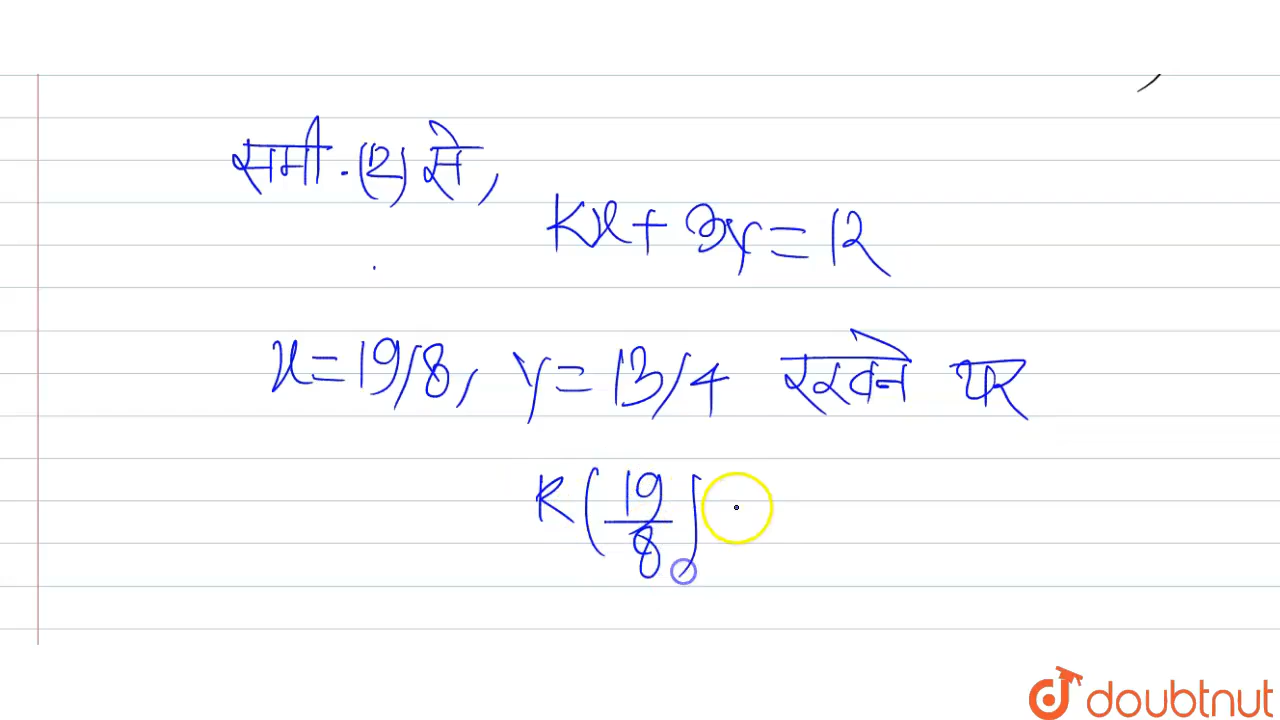 समी.(2) से,
Kx + 3y = 12
x = 19/8, y = 13/4 रखने पर
K(19/8)
doubtnut